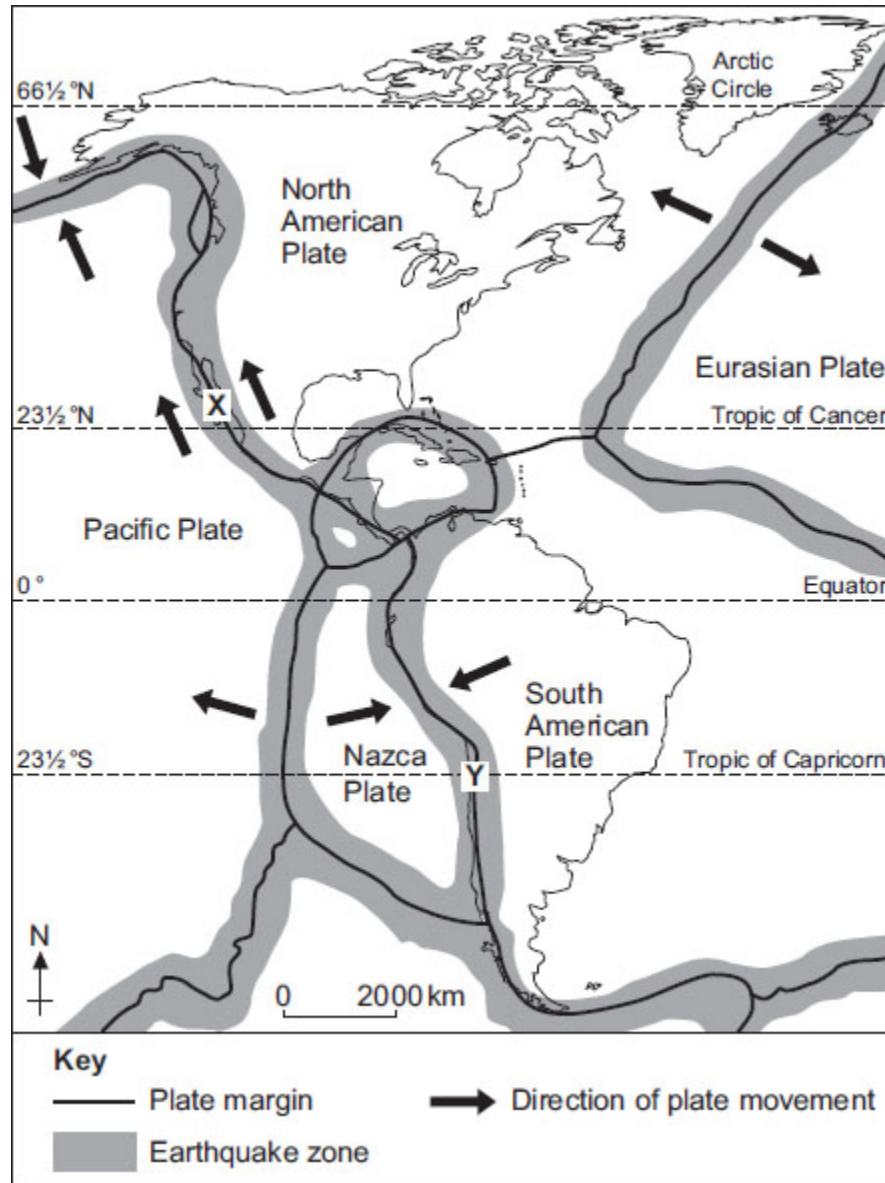 Arctic
Circle
66½°N
North
American
Plate
Eurasian Plate
X
23½°N
Tropic of Cancer
Pacific Plate
0°
Equator
South
American
Plate
Nazca
Plate
23½°S
Y
Tropic of Capricorn
N
0 2000 km
Key
Plate margin
Direction of plate movement
Earthquake zone